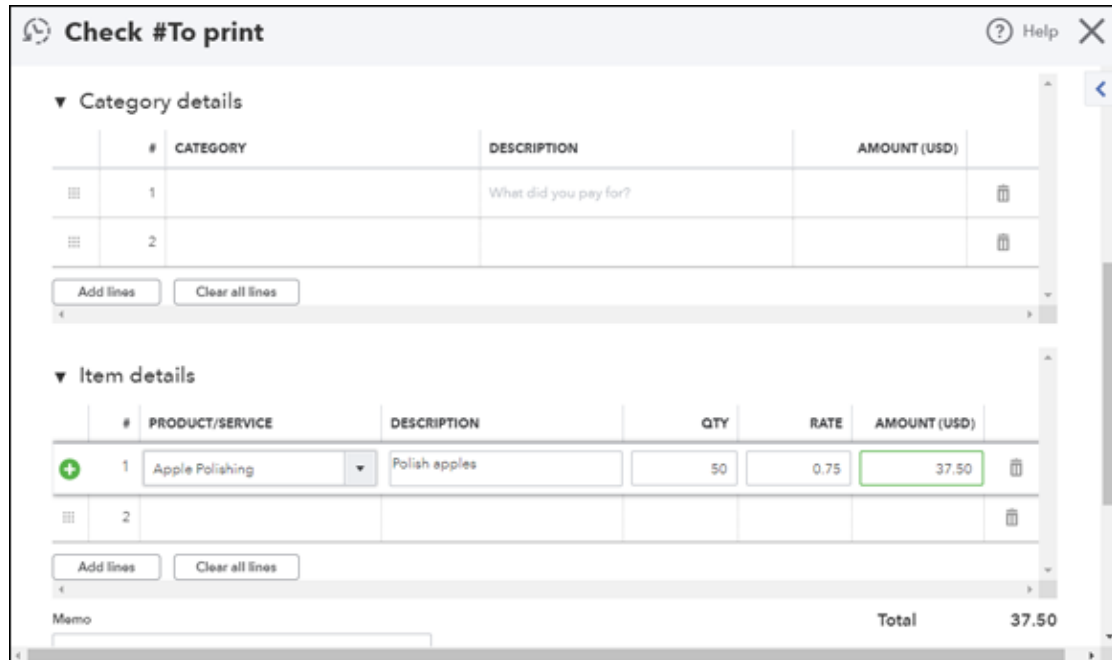 Check #To print
Help
Category details
# CATEGORY DESCRIPTION AMOUNT (USD)
1 What did you pay for?
2
Add lines Clear all lines
Item details
# PRODUCT/SERVICE DESCRIPTION QTY RATE AMOUNT (USD)
1 Apple Polishing Polish apples 50 0.75 37.50
2
Add lines Clear all lines
Memo Total 37.50